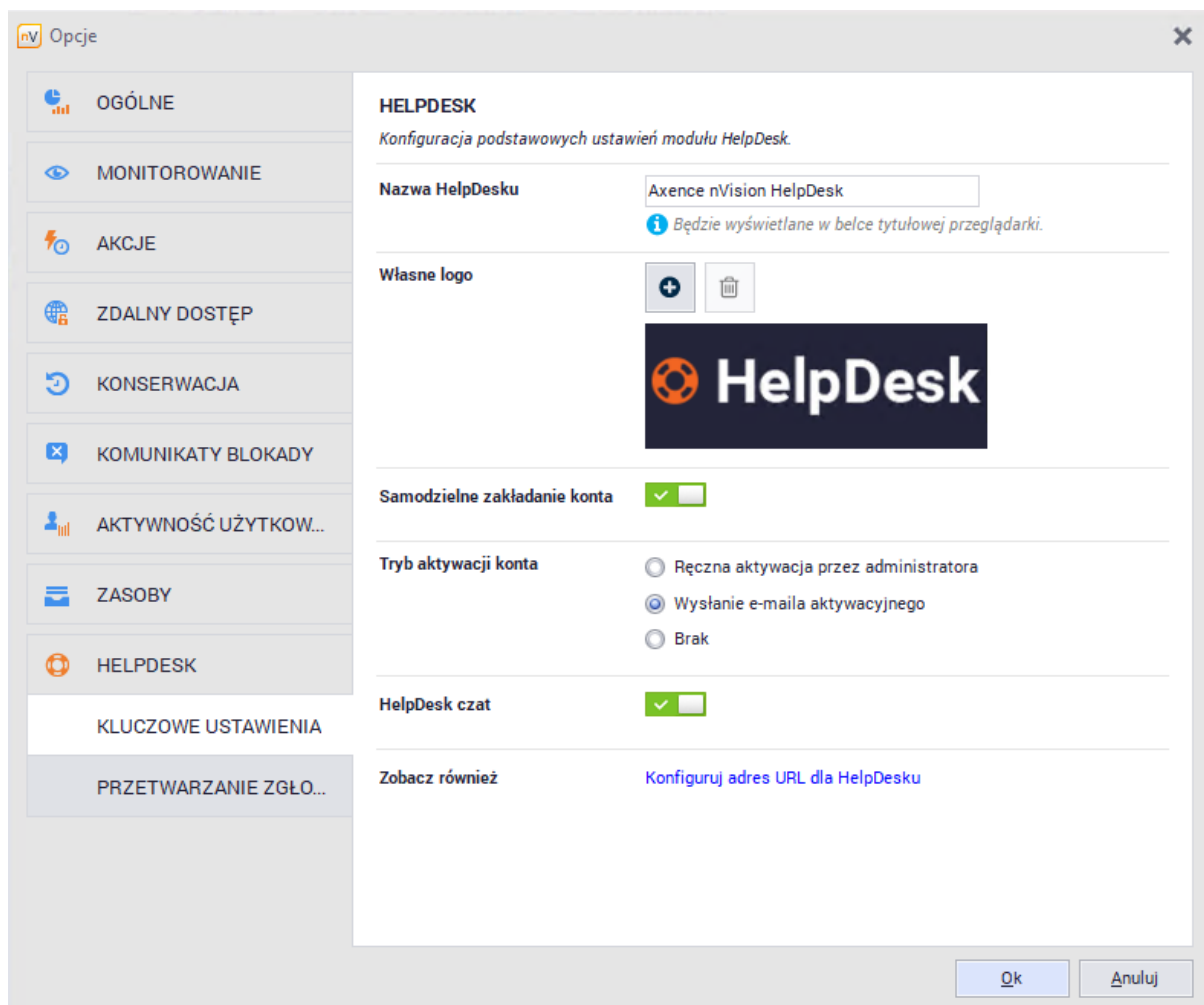 nV Opcje
OGÓLNE
MONITOROWANIE
AKCJE
ZDALNY DOSTĘP
KONSERWACJA
KOMUNIKATY BLOKADY
AKTYWNOŚĆ UŻYTKOW...
ZASOBY
HELPDESK
KLUCZOWE USTAWIENIA
PRZETWARZANIE ZGŁO...
HELPDESK
Konfiguracja podstawowych ustawień modułu HelpDesk.
Nazwa HelpDesku
Axence nVision HelpDesk
Będzie wyświetlane w belce tytułowej przeglądarki.
Własne logo
HelpDesk
Samodzielne zakładanie konta
Tryb aktywacji konta
Ręczna aktywacja przez administratora
Wysłanie e-maila aktywacyjnego
Brak
HelpDesk czat
Zobacz również
Konfiguruj adres URL dla HelpDesku
Ok
Anuluj